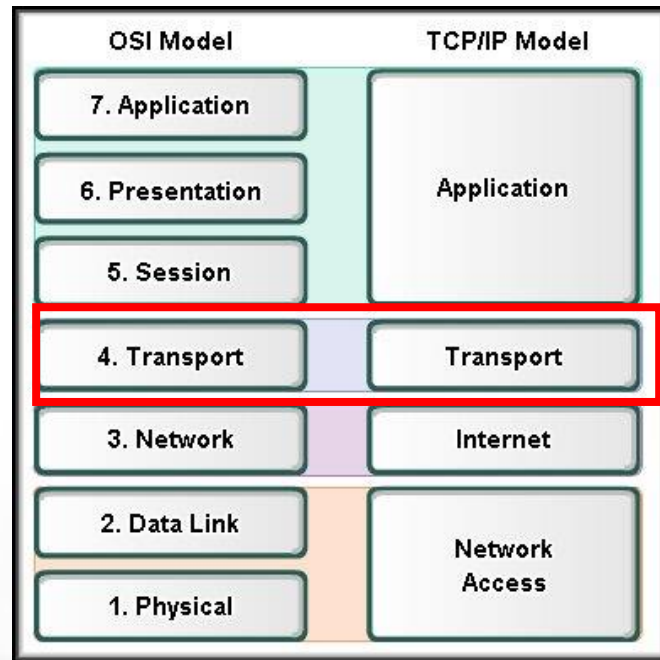 OSI Model
TCP/IP Model
7. Application
6. Presentation
Application
5. Session
4. Transport
Transport
3. Network
Internet
2. Data Link
Network
Access
1. Physical